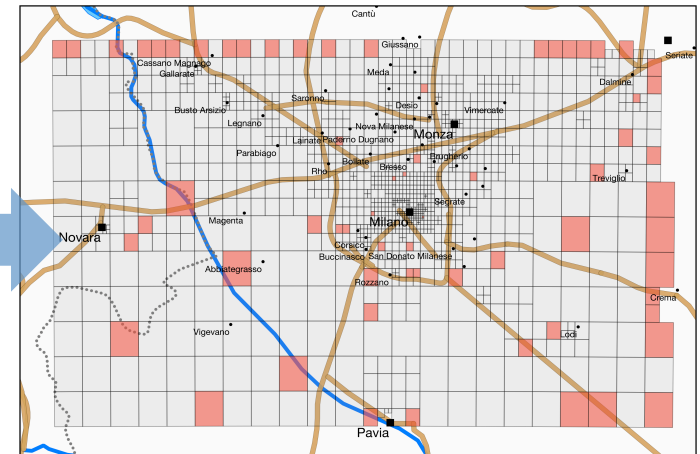 Cantù
Giussano
Seriate
Cassano Magnago
Gallarate
Meda
Dalmine
Saronno
Desio
Busto Arsizio
Vimercate
Legnano
Nova Milanese
Monza
Lainate
Paderno Dugnano
Parabiago
Bollate
Brugherio
Rho
Bresso
Treviglio
Segrate
Magenta
Milano
Novara
Corsico
Buccinasco
San Donato Milanese
Abbiategrasso
Rozzano
Crema
Vigevano
Lodi
Pavia